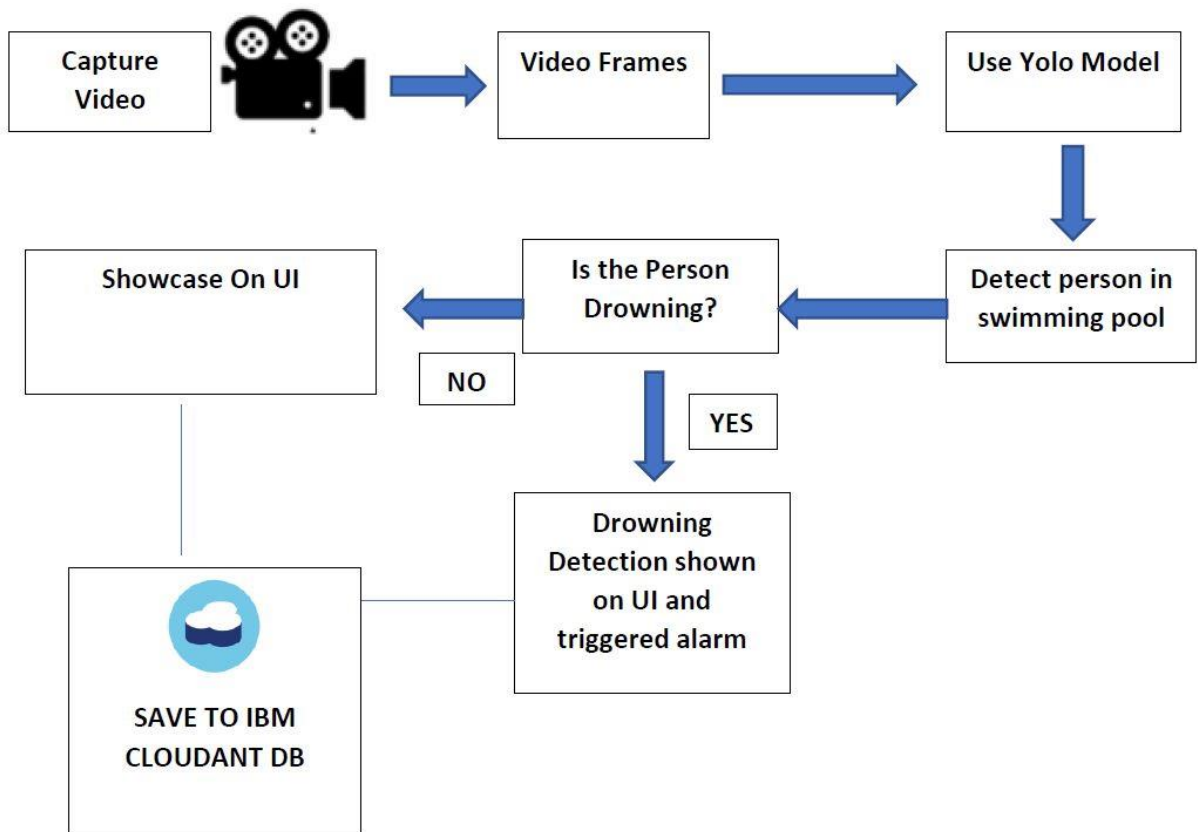 Capture
Video
Video Frames
Use Yolo Model
Detect person in
swimming pool
Is the Person
Drowning?
Showcase On UI
NO
YES
Drowning
Detection shown
on UI and
triggered alarm
SAVE TO IBM
CLOUDANT DB